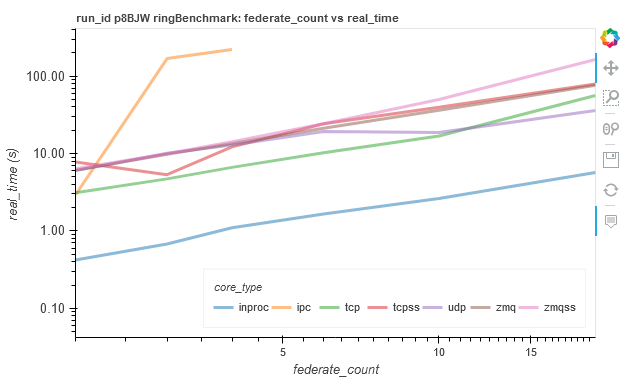 run_id p8BJW ringBenchmark: federate_count vs real_time
100.00
10.00
1.00
0.10
real_time (s)
core_type
inproc ipc tcp tcpss udp zmq zmqss
5 10 15
federate_count